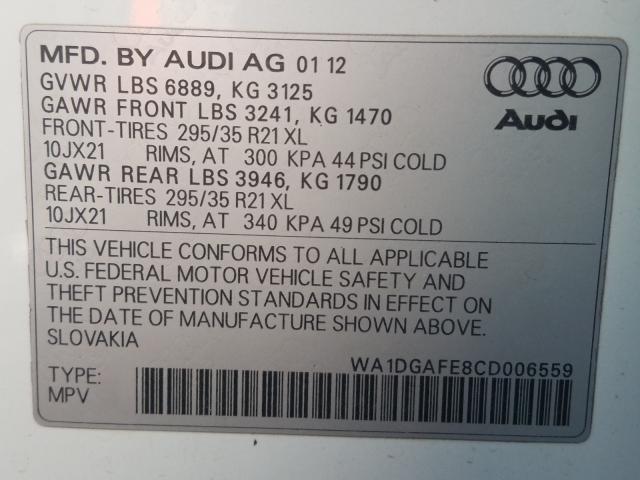 MFD. BY AUDI AG 01 12
GVWR LBS 6889, KG 3125
GAWR FRONT LBS 3241, KG 1470
FRONT-TIRES 295/35 R21 XL
10JX21 RIMS, AT 300 KPA 44 PSI COLD
GAWR REAR LBS 3946, KG 1790
REAR-TIRES 295/35 R21 XL
10JX21 RIMS, AT 340 KPA 49 PSI COLD
Audi
THIS VEHICLE CONFORMS TO ALL APPLICABLE
U.S. FEDERAL MOTOR VEHICLE SAFETY AND
THEFT PREVENTION STANDARDS IN EFFECT ON
THE DATE OF MANUFACTURE SHOWN ABOVE.
SLOVAKIA
WA1DGAFE8CD006559
TYPE:
MPV